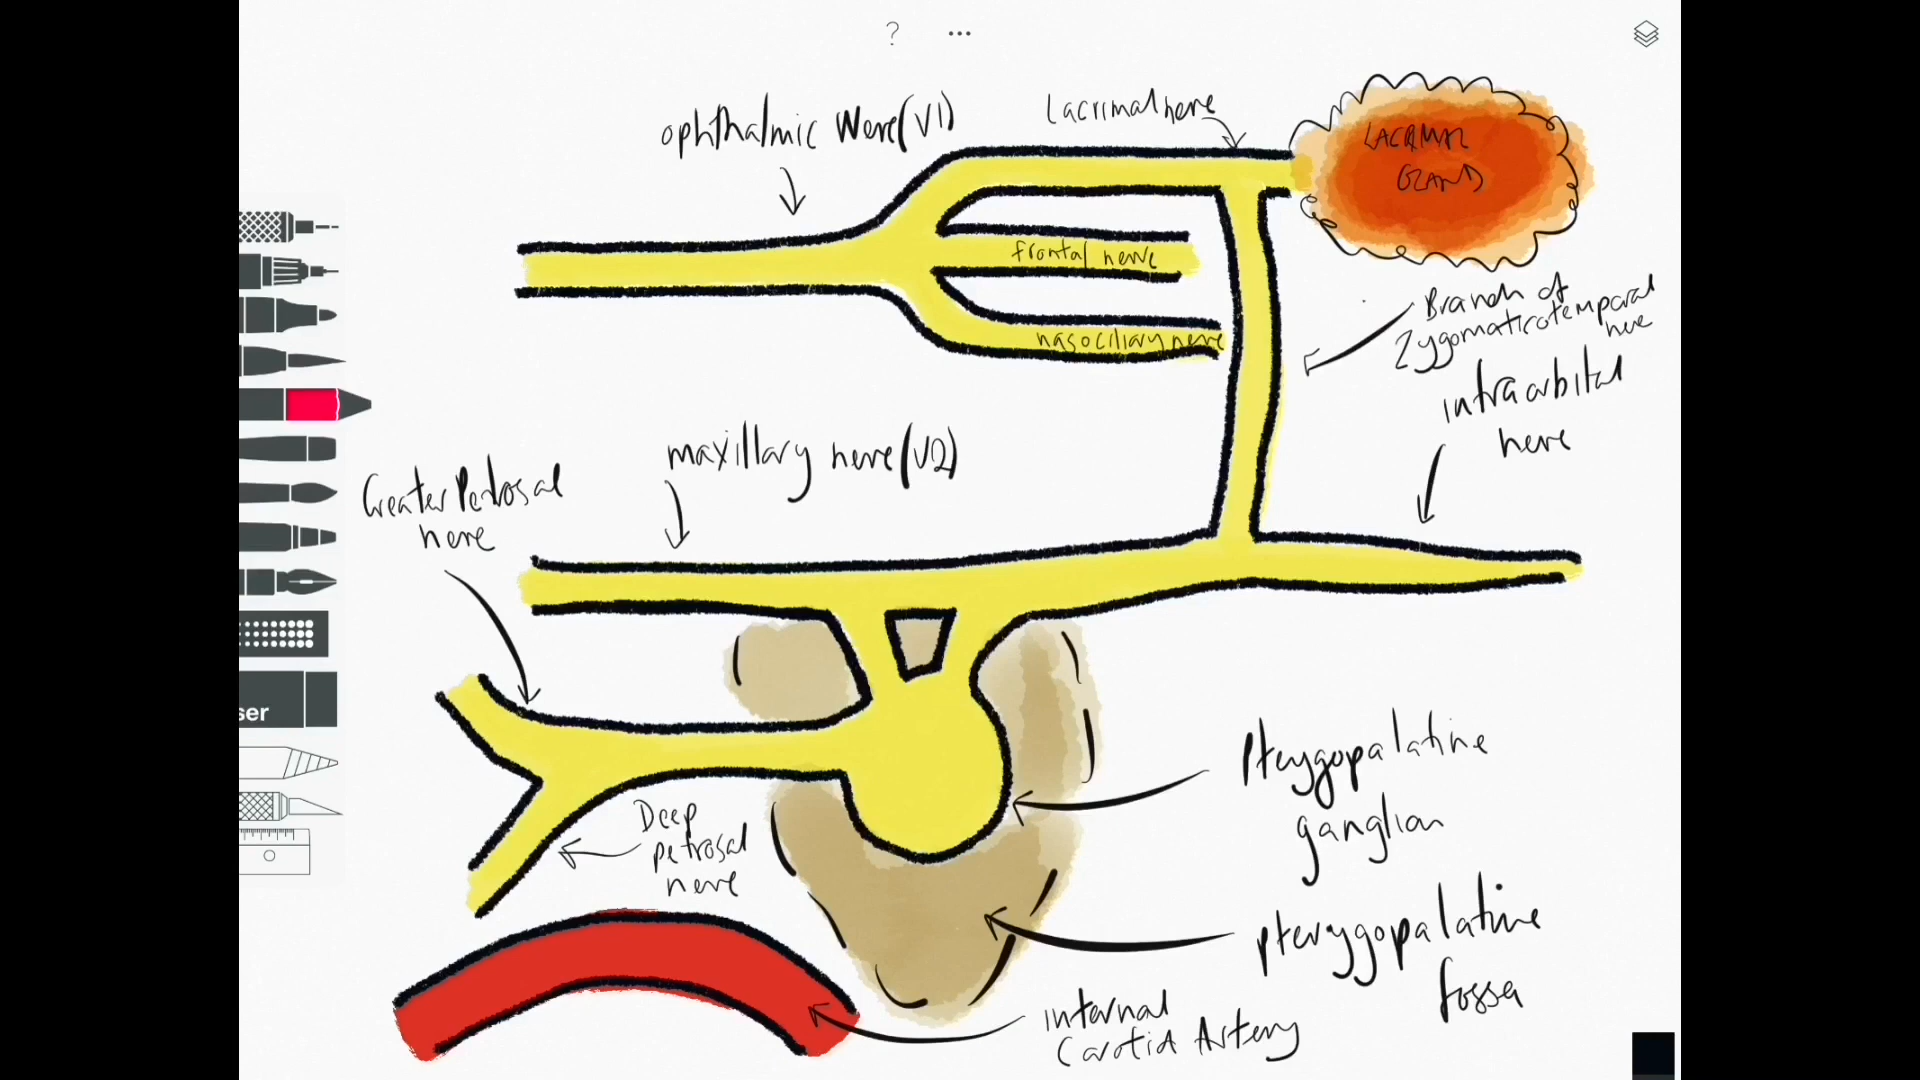 ?
ophthalmic Nerve (V1)
Lacrimal nerve
LACRIMAL
GLAND
frontal nerve
nasociliary nerve
Branch of
Zygomaticotemporal
nerve
infraorbital
nerve
maxillary nerve (V2)
Greater Petrosal
nerve
ser
Deep
petrosal
nerve
Pterygopalatine
ganglion
pterygopalatine
fossa
internal
Carotid Artery